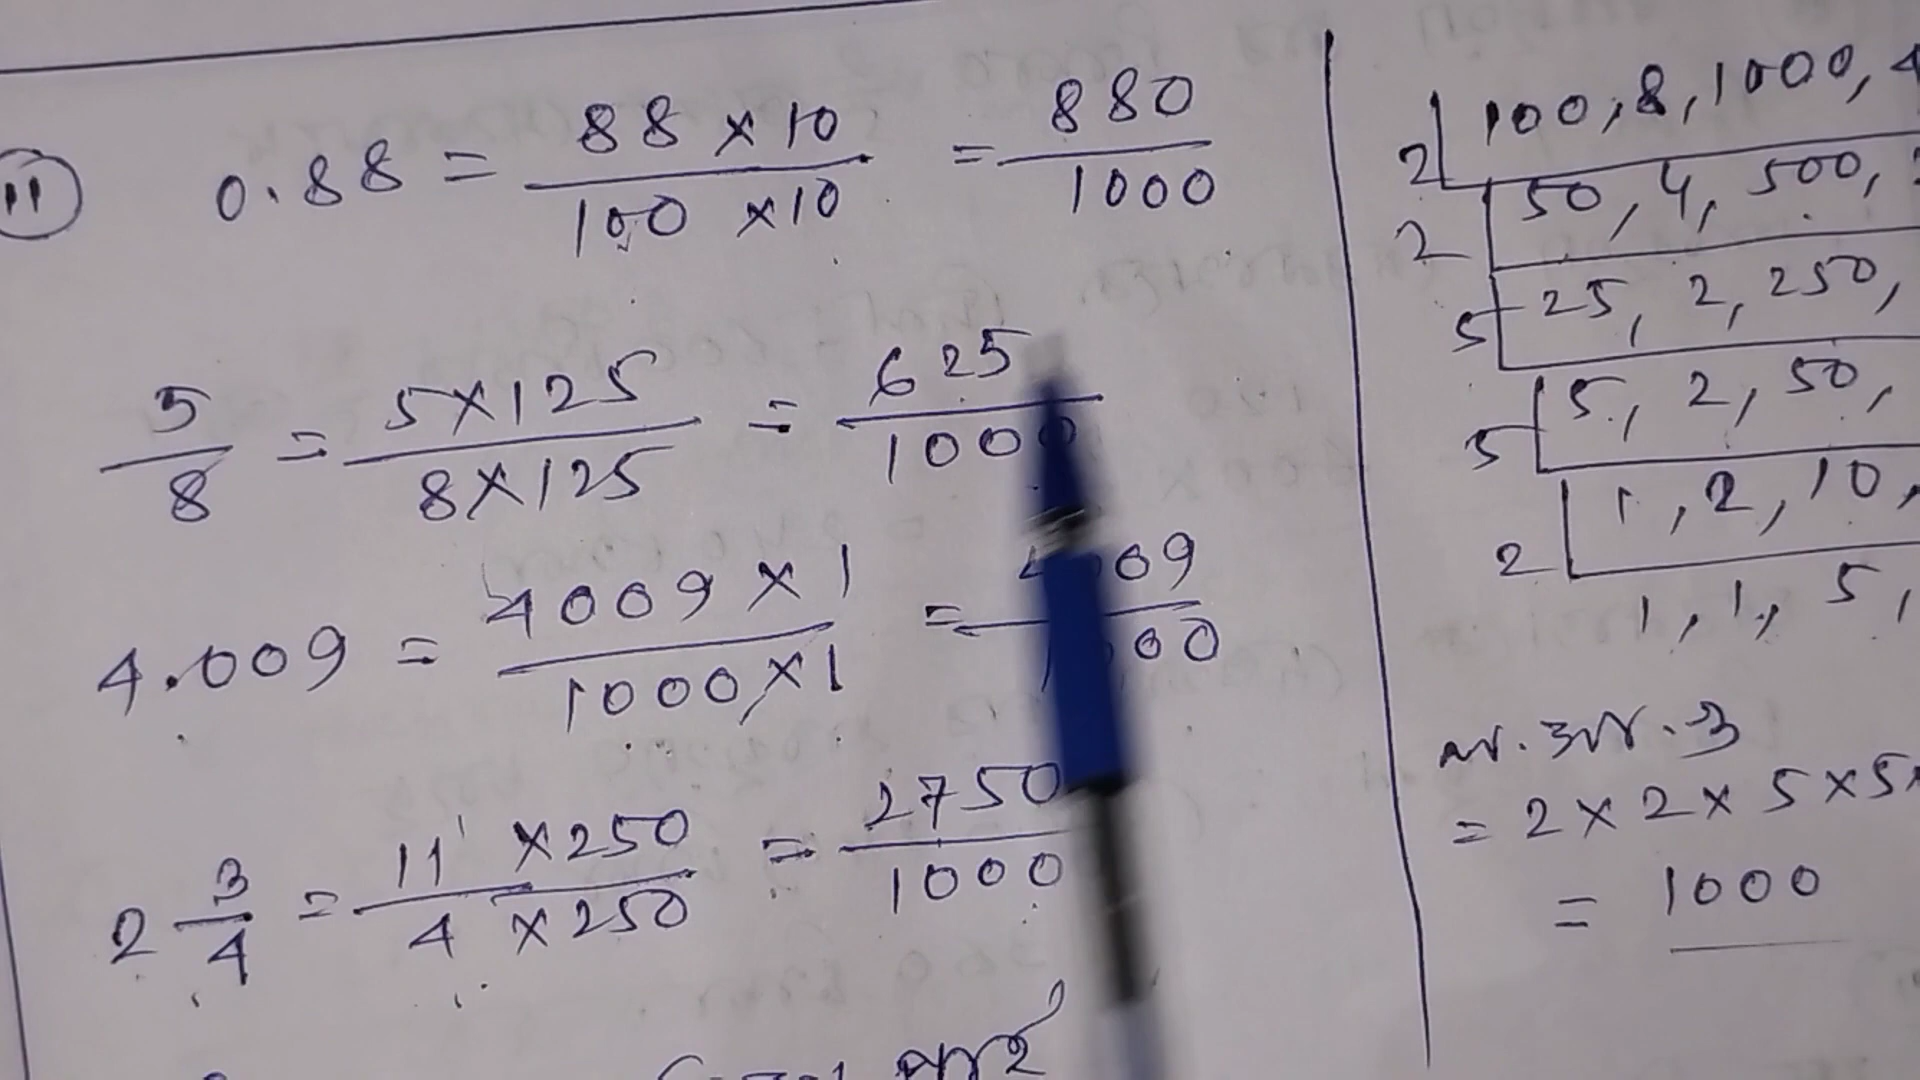 11 0.88 = 88 × 10 / 100 × 10 = 880 / 1000
5/8 = 5×125 / 8×125 = 625 / 1000
4.009 = 4009 × 1 / 1000 × 1 = 09 / 00
2 3/4 = 11 × 250 / 4 × 250 = 2750 / 1000
2 100, 8, 1000, 4
2 50, 4, 500,
5 25, 2, 250,
5 5, 2, 50,
2 1, 2, 10,
1, 1, 5,
= 2 × 2 × 5 × 5 ×
= 1000